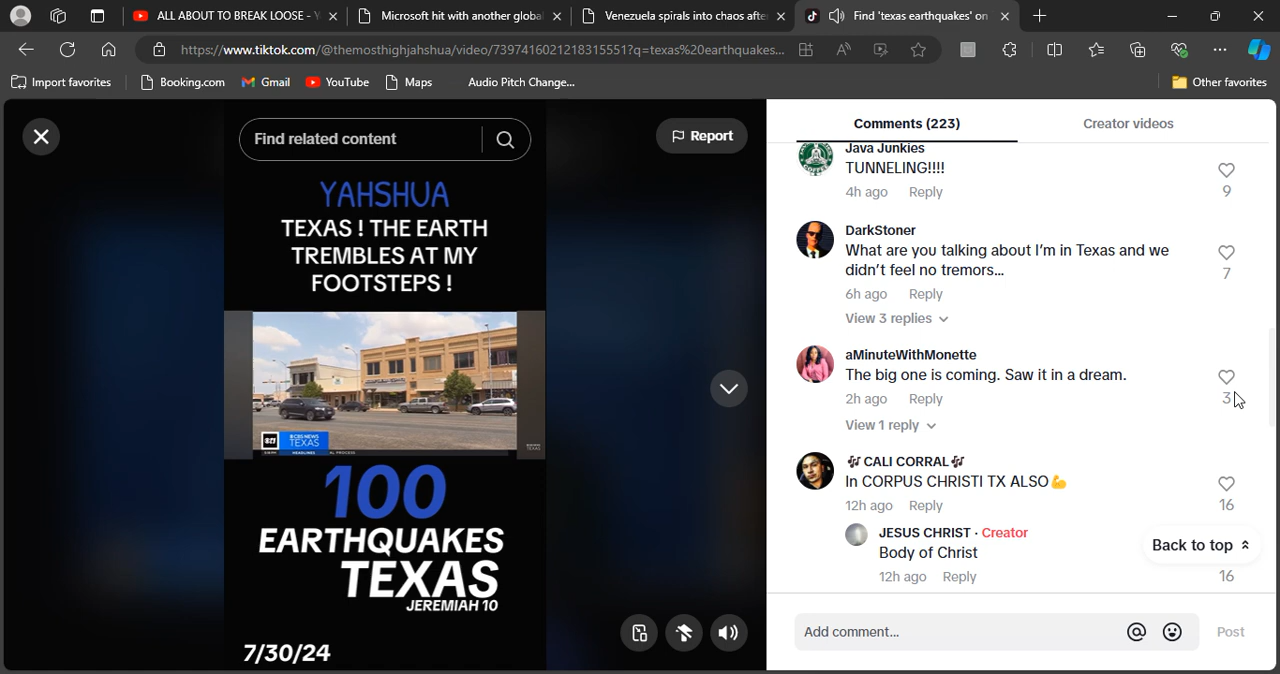 ALL ABOUT TO BREAK LOOSE - Y
Microsoft hit with another global
Venezuela spirals into chaos after
Find 'texas earthquakes' on
https://www.tiktok.com/@themosthighjahshua/video/7397416021218315551?q=texas%20earthquakes...
Import favorites
Booking.com
Gmail
YouTube
Maps
Audio Pitch Change...
Other favorites
Find related content
Report
YAHSHUA
TEXAS ! THE EARTH
TREMBLES AT MY
FOOTSTEPS !
CBS NEWS
TEXAS
HEADLINES
100
EARTHQUAKES
TEXAS
JEREMIAH 10
7/30/24
Comments (223)
Creator videos
Java Junkies
TUNNELING!!!!
4h ago Reply
9
DarkStoner
What are you talking about I'm in Texas and we
didn't feel no tremors...
7
6h ago Reply
View 3 replies
aMinuteWithMonette
The big one is coming. Saw it in a dream.
2h ago Reply
3
View 1 reply
🎶CALI CORRAL🎶
In CORPUS CHRISTI TX ALSO💪
12h ago Reply
16
JESUS CHRIST · Creator
Body of Christ
12h ago Reply
16
Back to top
Add comment...
Post